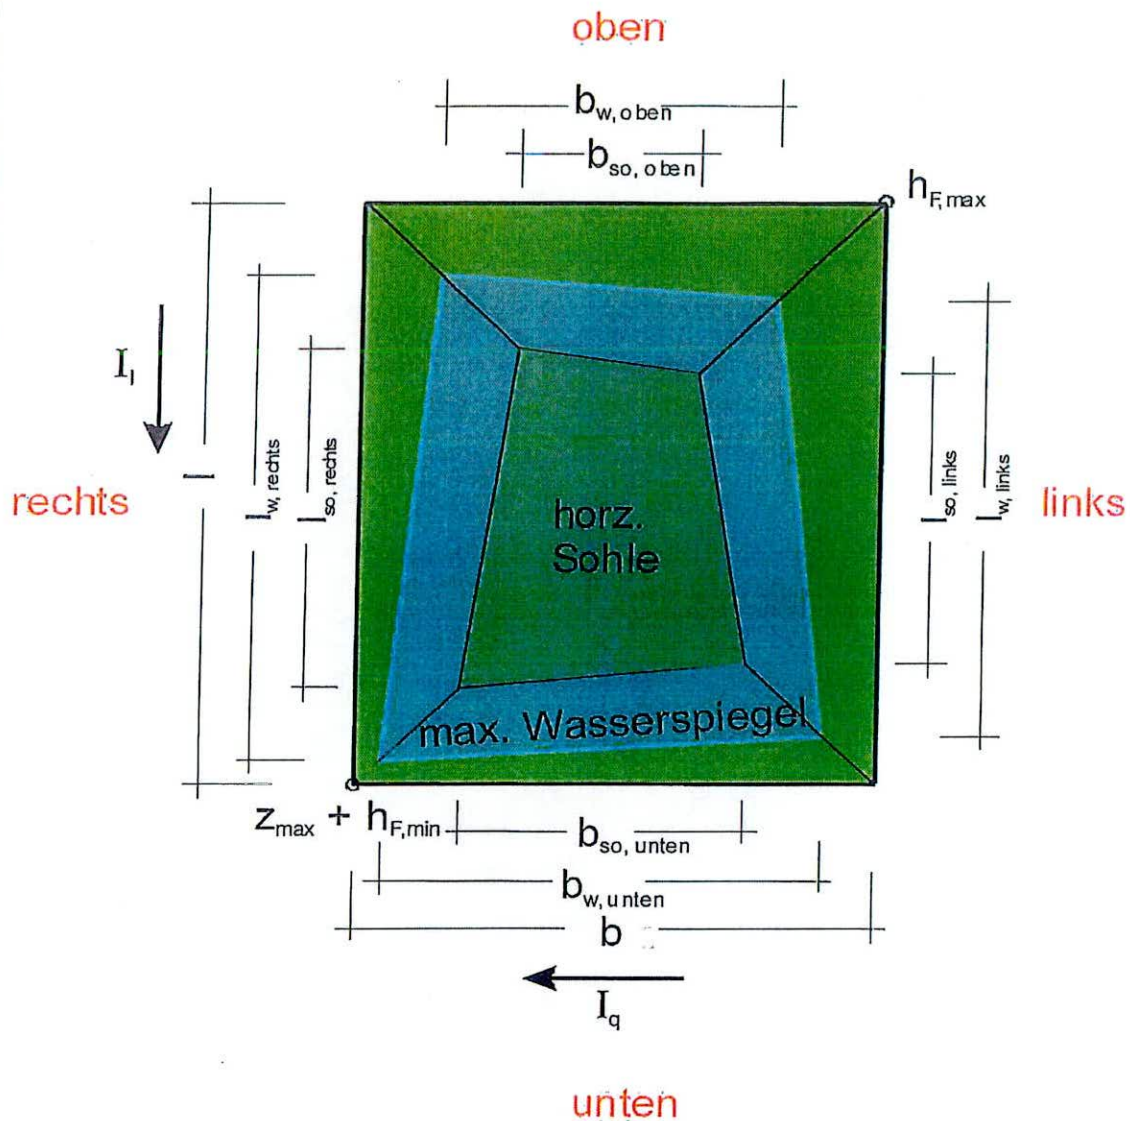 oben
b_w,oben
b_so,oben
h_F,max
I_l
rechts
l
l_w,rechts
l_so,rechts
horz.
Sohle
l_so,links
l_w,links
links
max. Wasserspiegel
z_max + h_F,min
b_so,unten
b_w,unten
b
I_q
unten